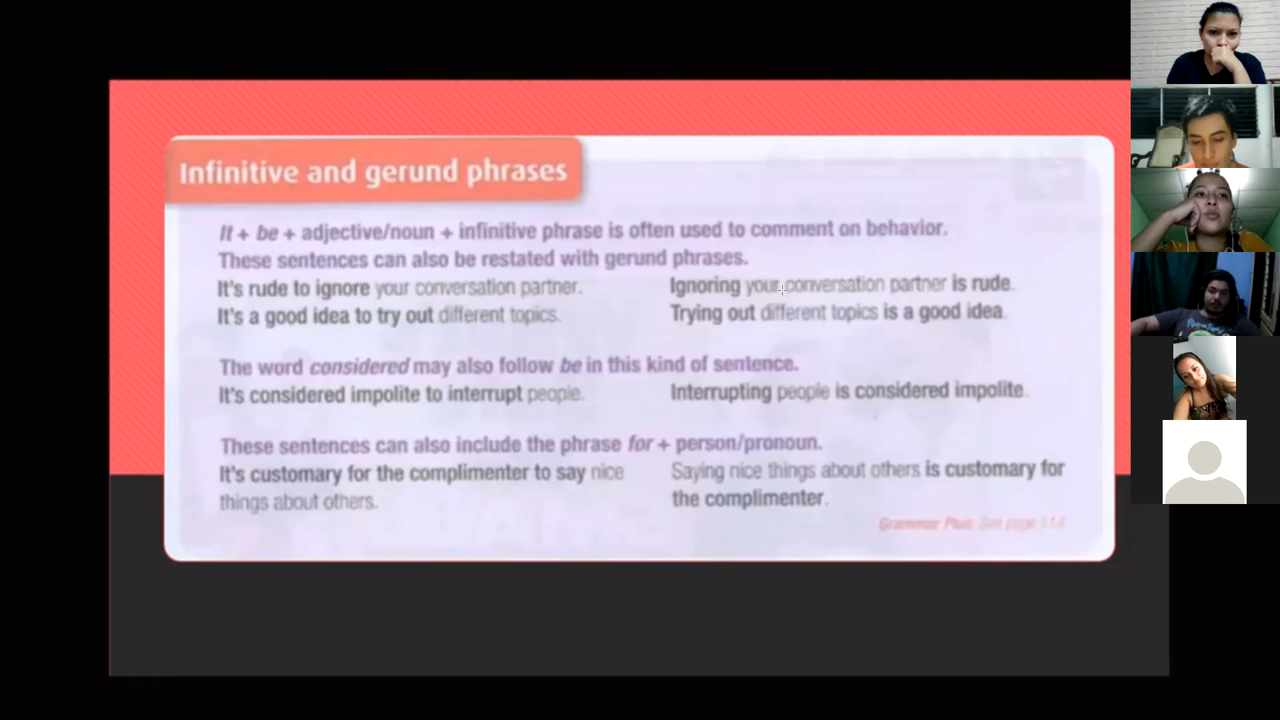 Infinitive and gerund phrases
It + be + adjective/noun + infinitive phrase is often used to comment on behavior.
These sentences can also be restated with gerund phrases.
It's rude to ignore your conversation partner. Ignoring your conversation partner is rude.
It's a good idea to try out different topics. Trying out different topics is a good idea.
The word considered may also follow be in this kind of sentence.
It's considered impolite to interrupt people. Interrupting people is considered impolite.
These sentences can also include the phrase for + person/pronoun.
It's customary for the complimenter to say nice Saying nice things about others is customary for
things about others. the complimenter.
Grammar Plus: See page